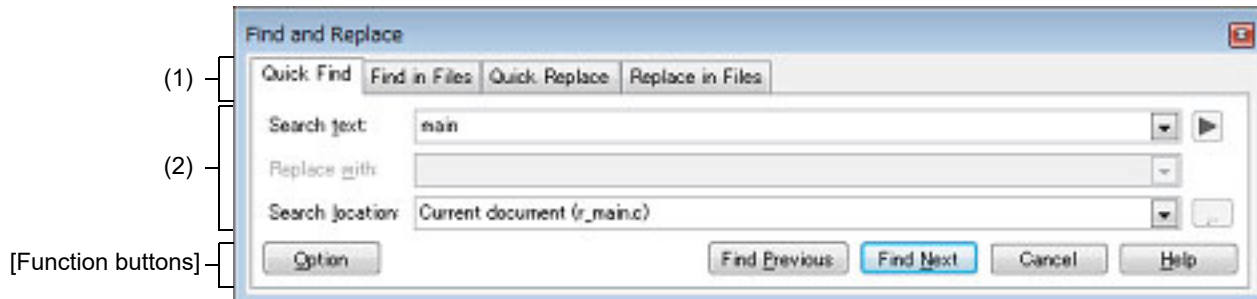 Find and Replace
(1)
Quick Find Find in Files Quick Replace Replace in Files
Search text: main
(2)
Replace with:
Search location: Current document (r_main.c)
[Function buttons]
Option Find Previous Find Next Cancel Help